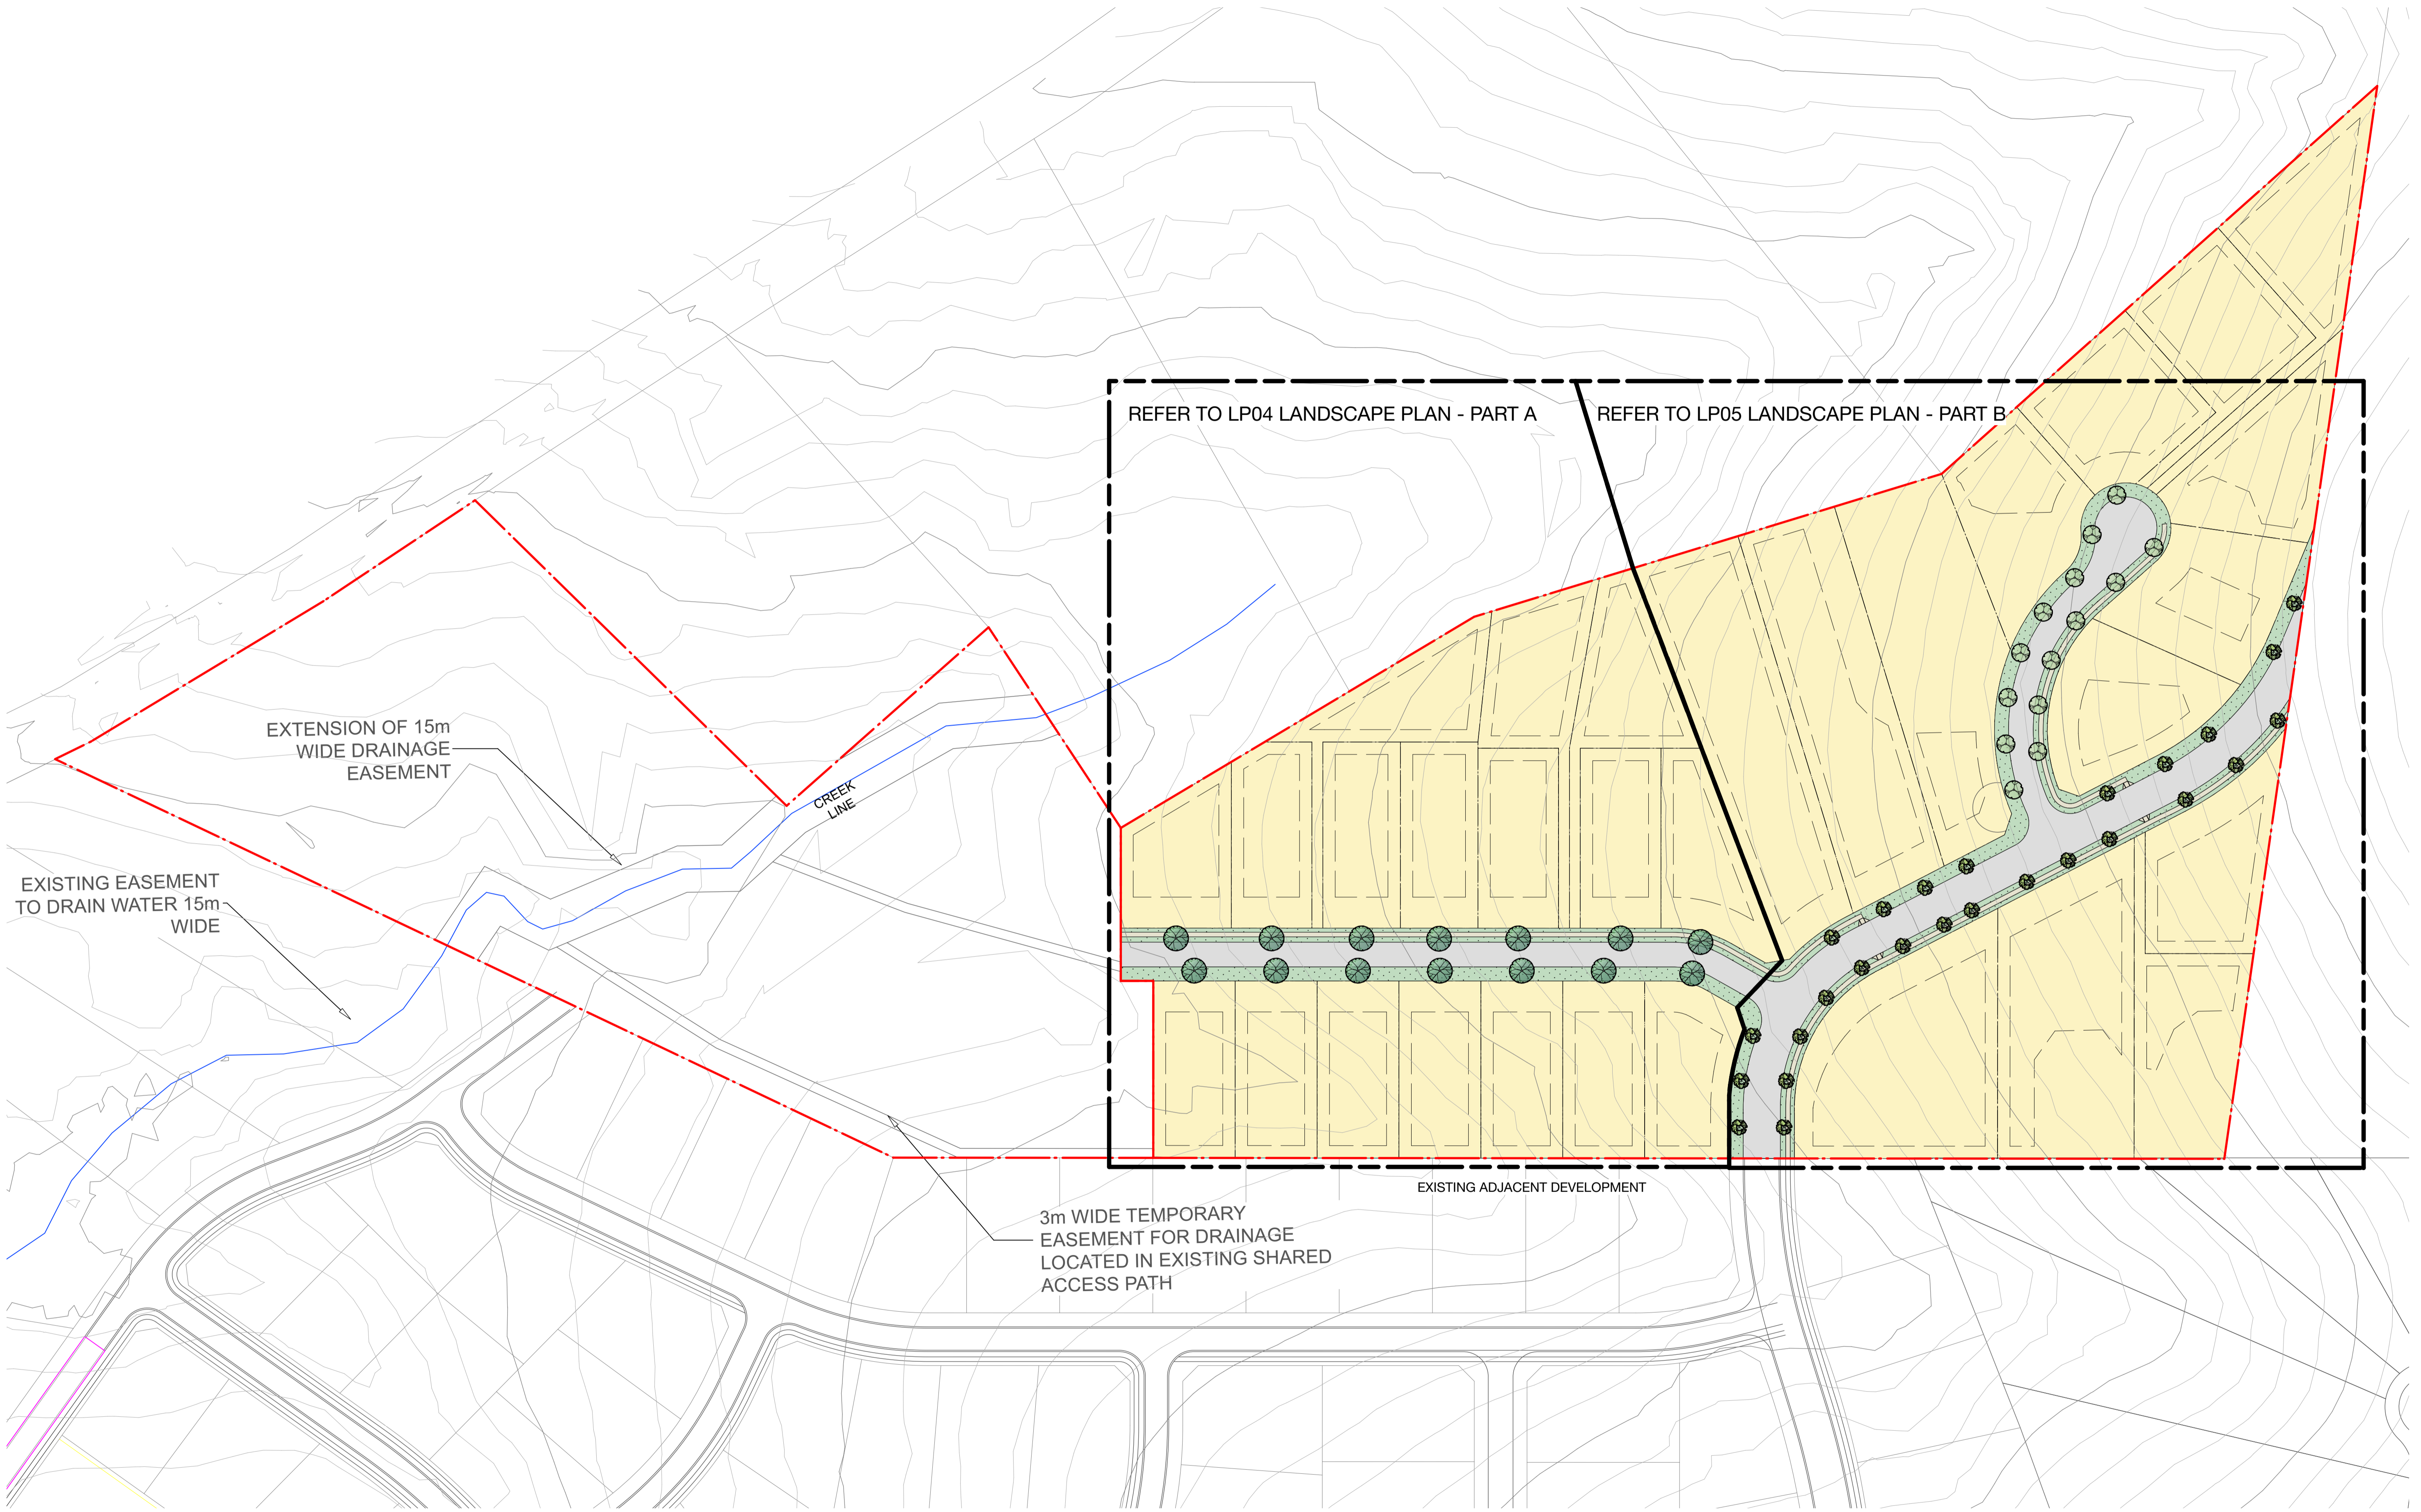 REFER TO LP04 LANDSCAPE PLAN - PART A
REFER TO LP05 LANDSCAPE PLAN - PART B
EXTENSION OF 15m
WIDE DRAINAGE
EASEMENT
CREEK
LINE
EXISTING EASEMENT
TO DRAIN WATER 15m
WIDE
EXISTING ADJACENT DEVELOPMENT
3m WIDE TEMPORARY
EASEMENT FOR DRAINAGE
LOCATED IN EXISTING SHARED
ACCESS PATH